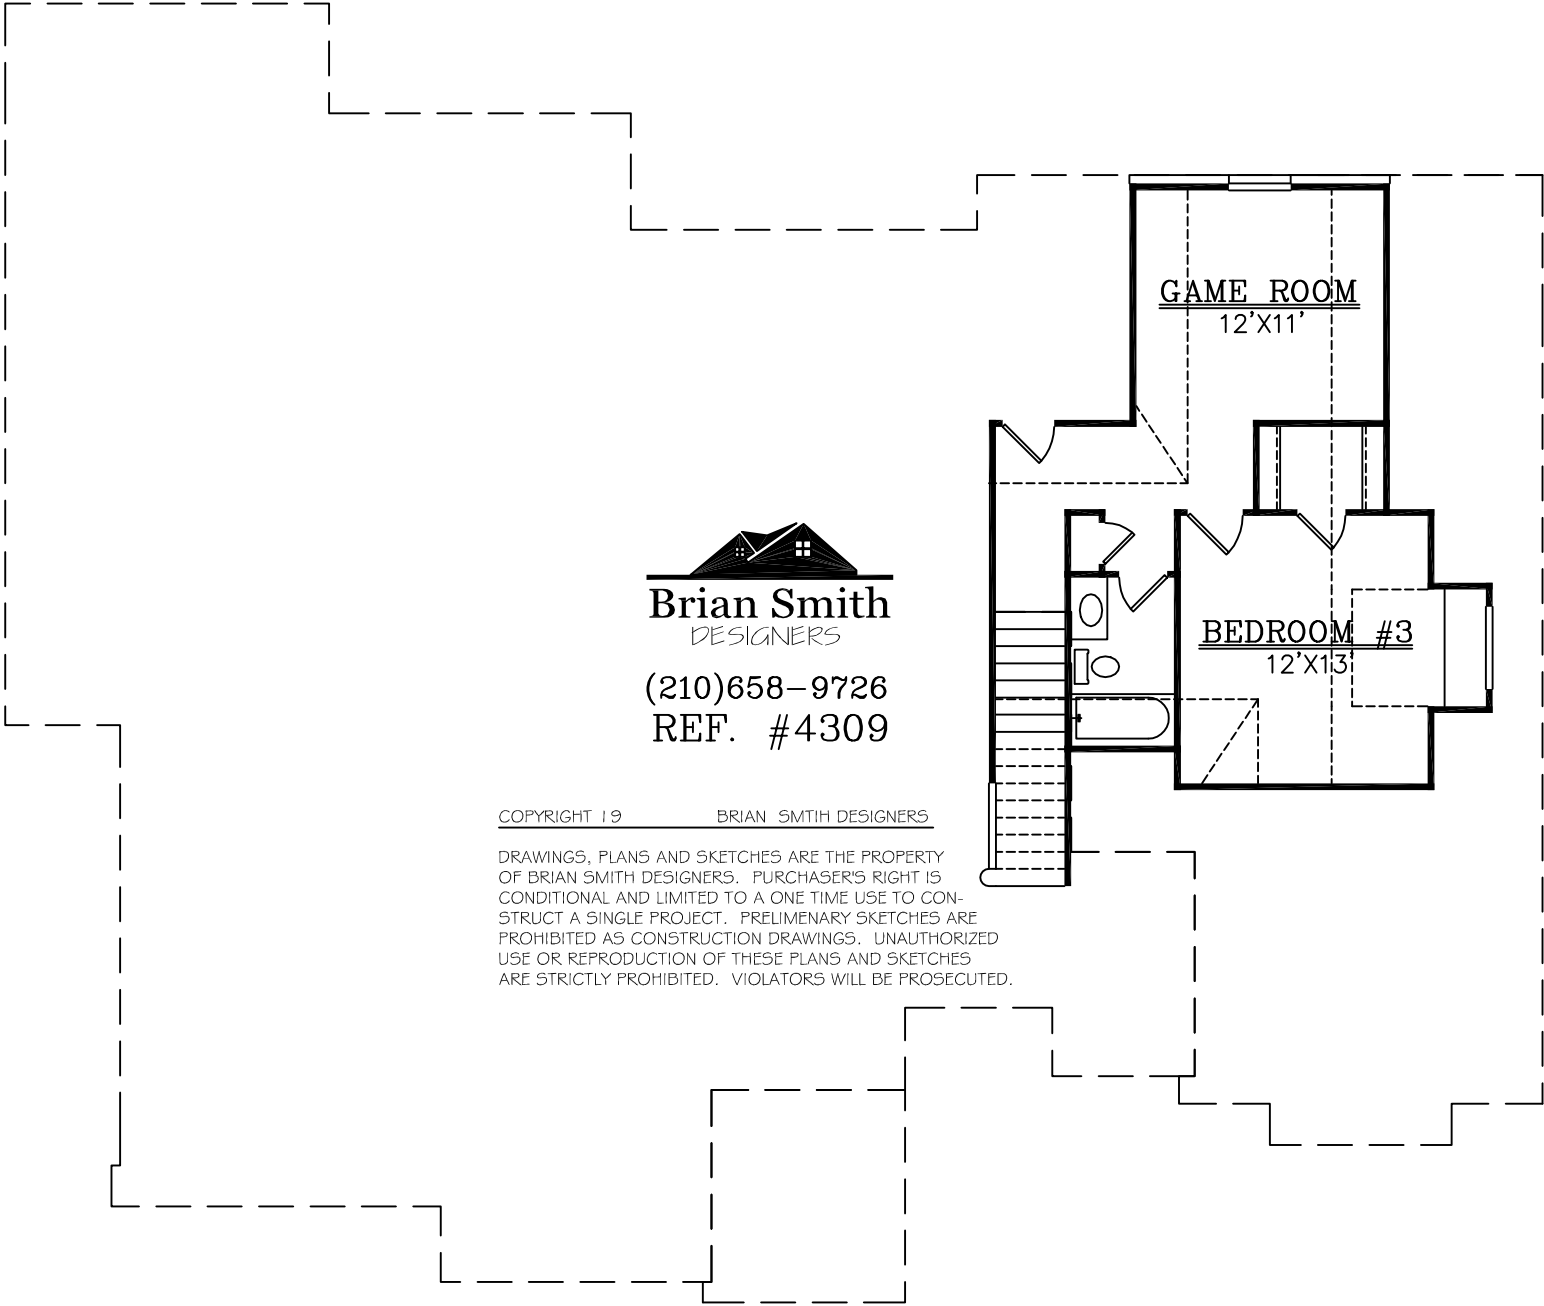 GAME ROOM
12'X11'
BEDROOM #3
12'X13'
Brian Smith
DESIGNERS
(210)658-9726
REF. #4309
COPYRIGHT 19 BRIAN SMTIH DESIGNERS
DRAWINGS, PLANS AND SKETCHES ARE THE PROPERTY
OF BRIAN SMITH DESIGNERS. PURCHASER'S RIGHT IS
CONDITIONAL AND LIMITED TO A ONE TIME USE TO CON-
STRUCT A SINGLE PROJECT. PRELIMENARY SKETCHES ARE
PROHIBITED AS CONSTRUCTION DRAWINGS. UNAUTHORIZED
USE OR REPRODUCTION OF THESE PLANS AND SKETCHES
ARE STRICTLY PROHIBITED. VIOLATORS WILL BE PROSECUTED.